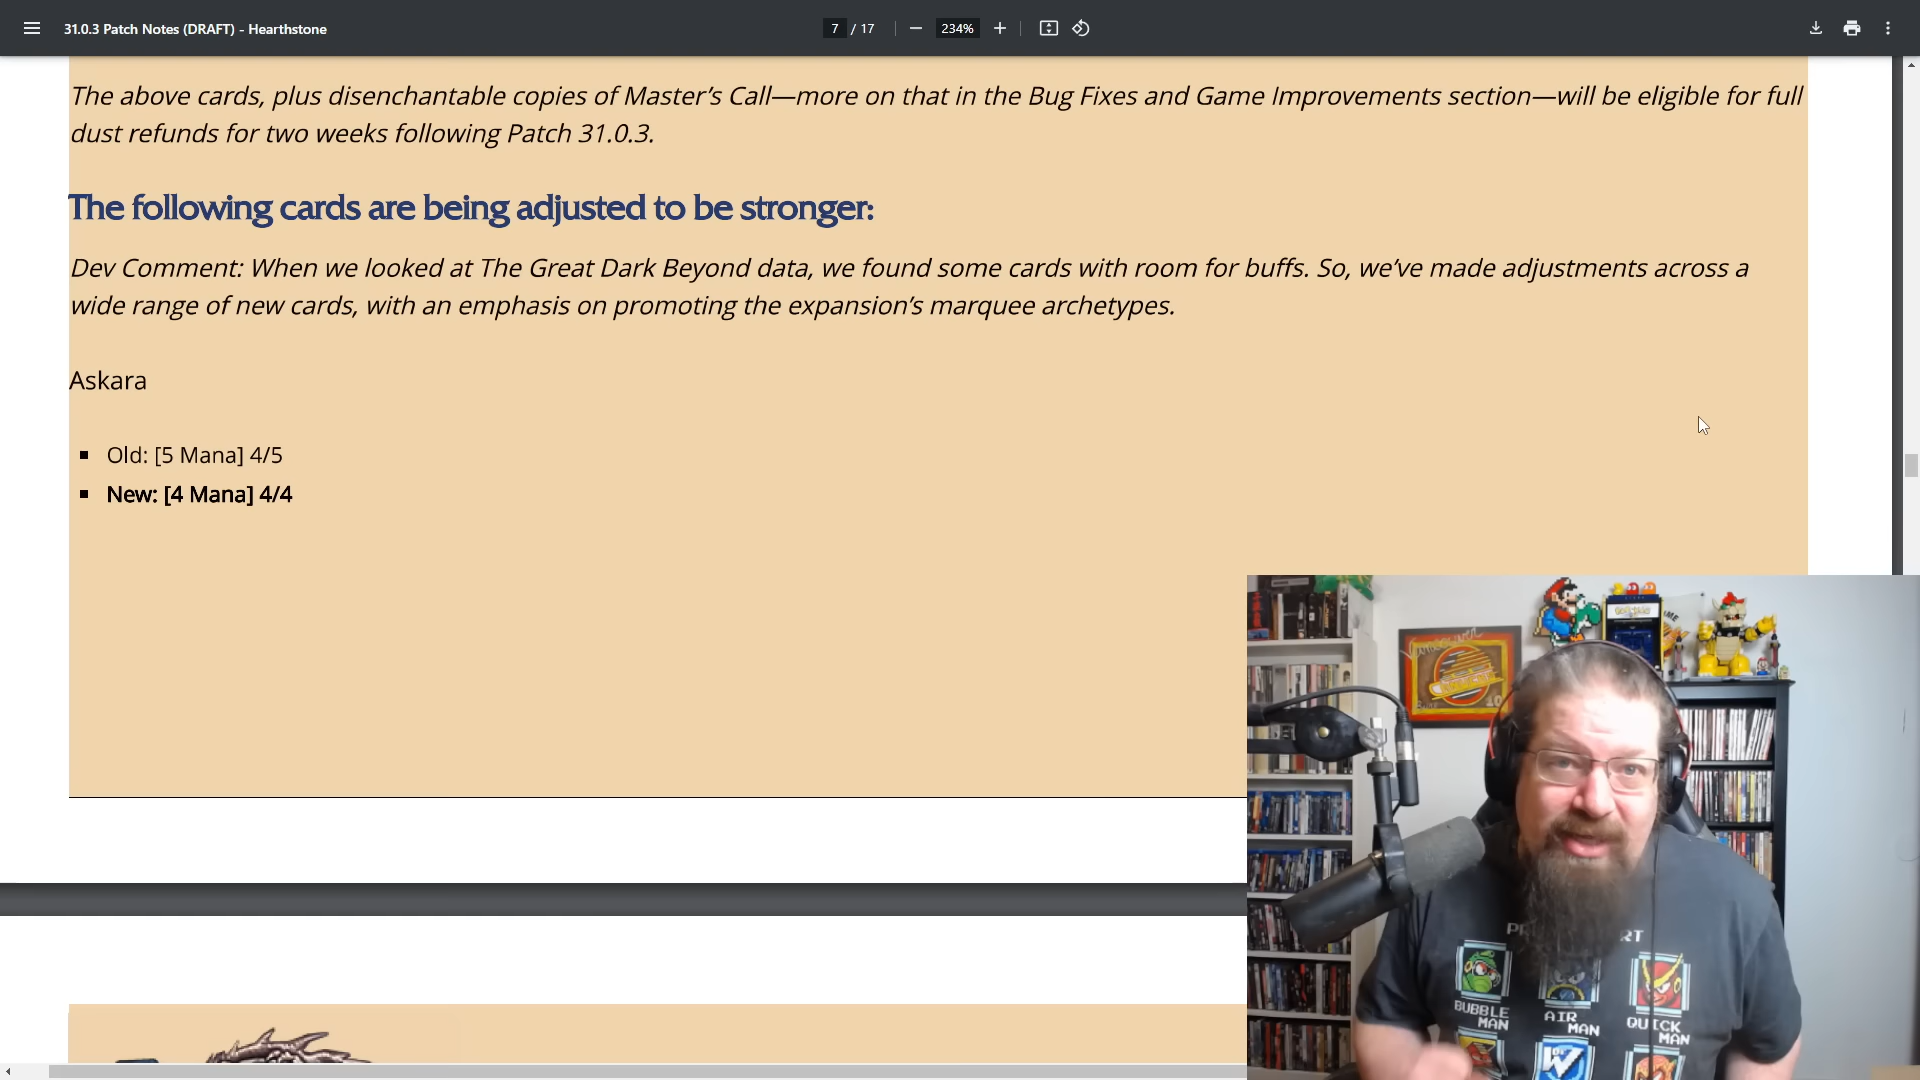 31.0.3 Patch Notes (DRAFT) - Hearthstone
7 / 17
234%
The above cards, plus disenchantable copies of Master’s Call—more on that in the Bug Fixes and Game Improvements section—will be eligible for full
dust refunds for two weeks following Patch 31.0.3.
The following cards are being adjusted to be stronger:
Dev Comment: When we looked at The Great Dark Beyond data, we found some cards with room for buffs. So, we’ve made adjustments across a
wide range of new cards, with an emphasis on promoting the expansion’s marquee archetypes.
Askara
Old: [5 Mana] 4/5
New: [4 Mana] 4/4
BUBBLE
MAN
AIR
MAN
QUICK
MAN